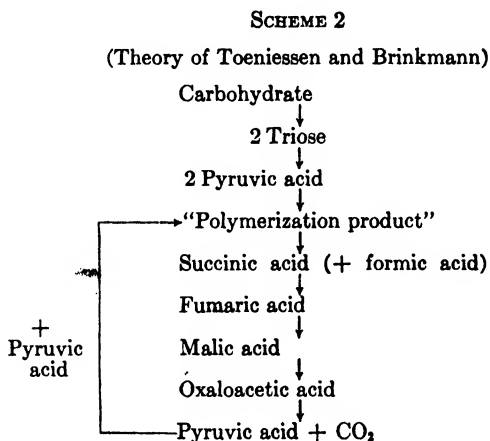 SCHEME 2
(Theory of Toeniessen and Brinkmann)
Carbohydrate
2 Triose
2 Pyruvic acid
"Polymerization product"
Succinic acid (+ formic acid)
Fumaric acid
Malic acid
Oxaloacetic acid
Pyruvic acid + CO₂
+
Pyruvic
acid